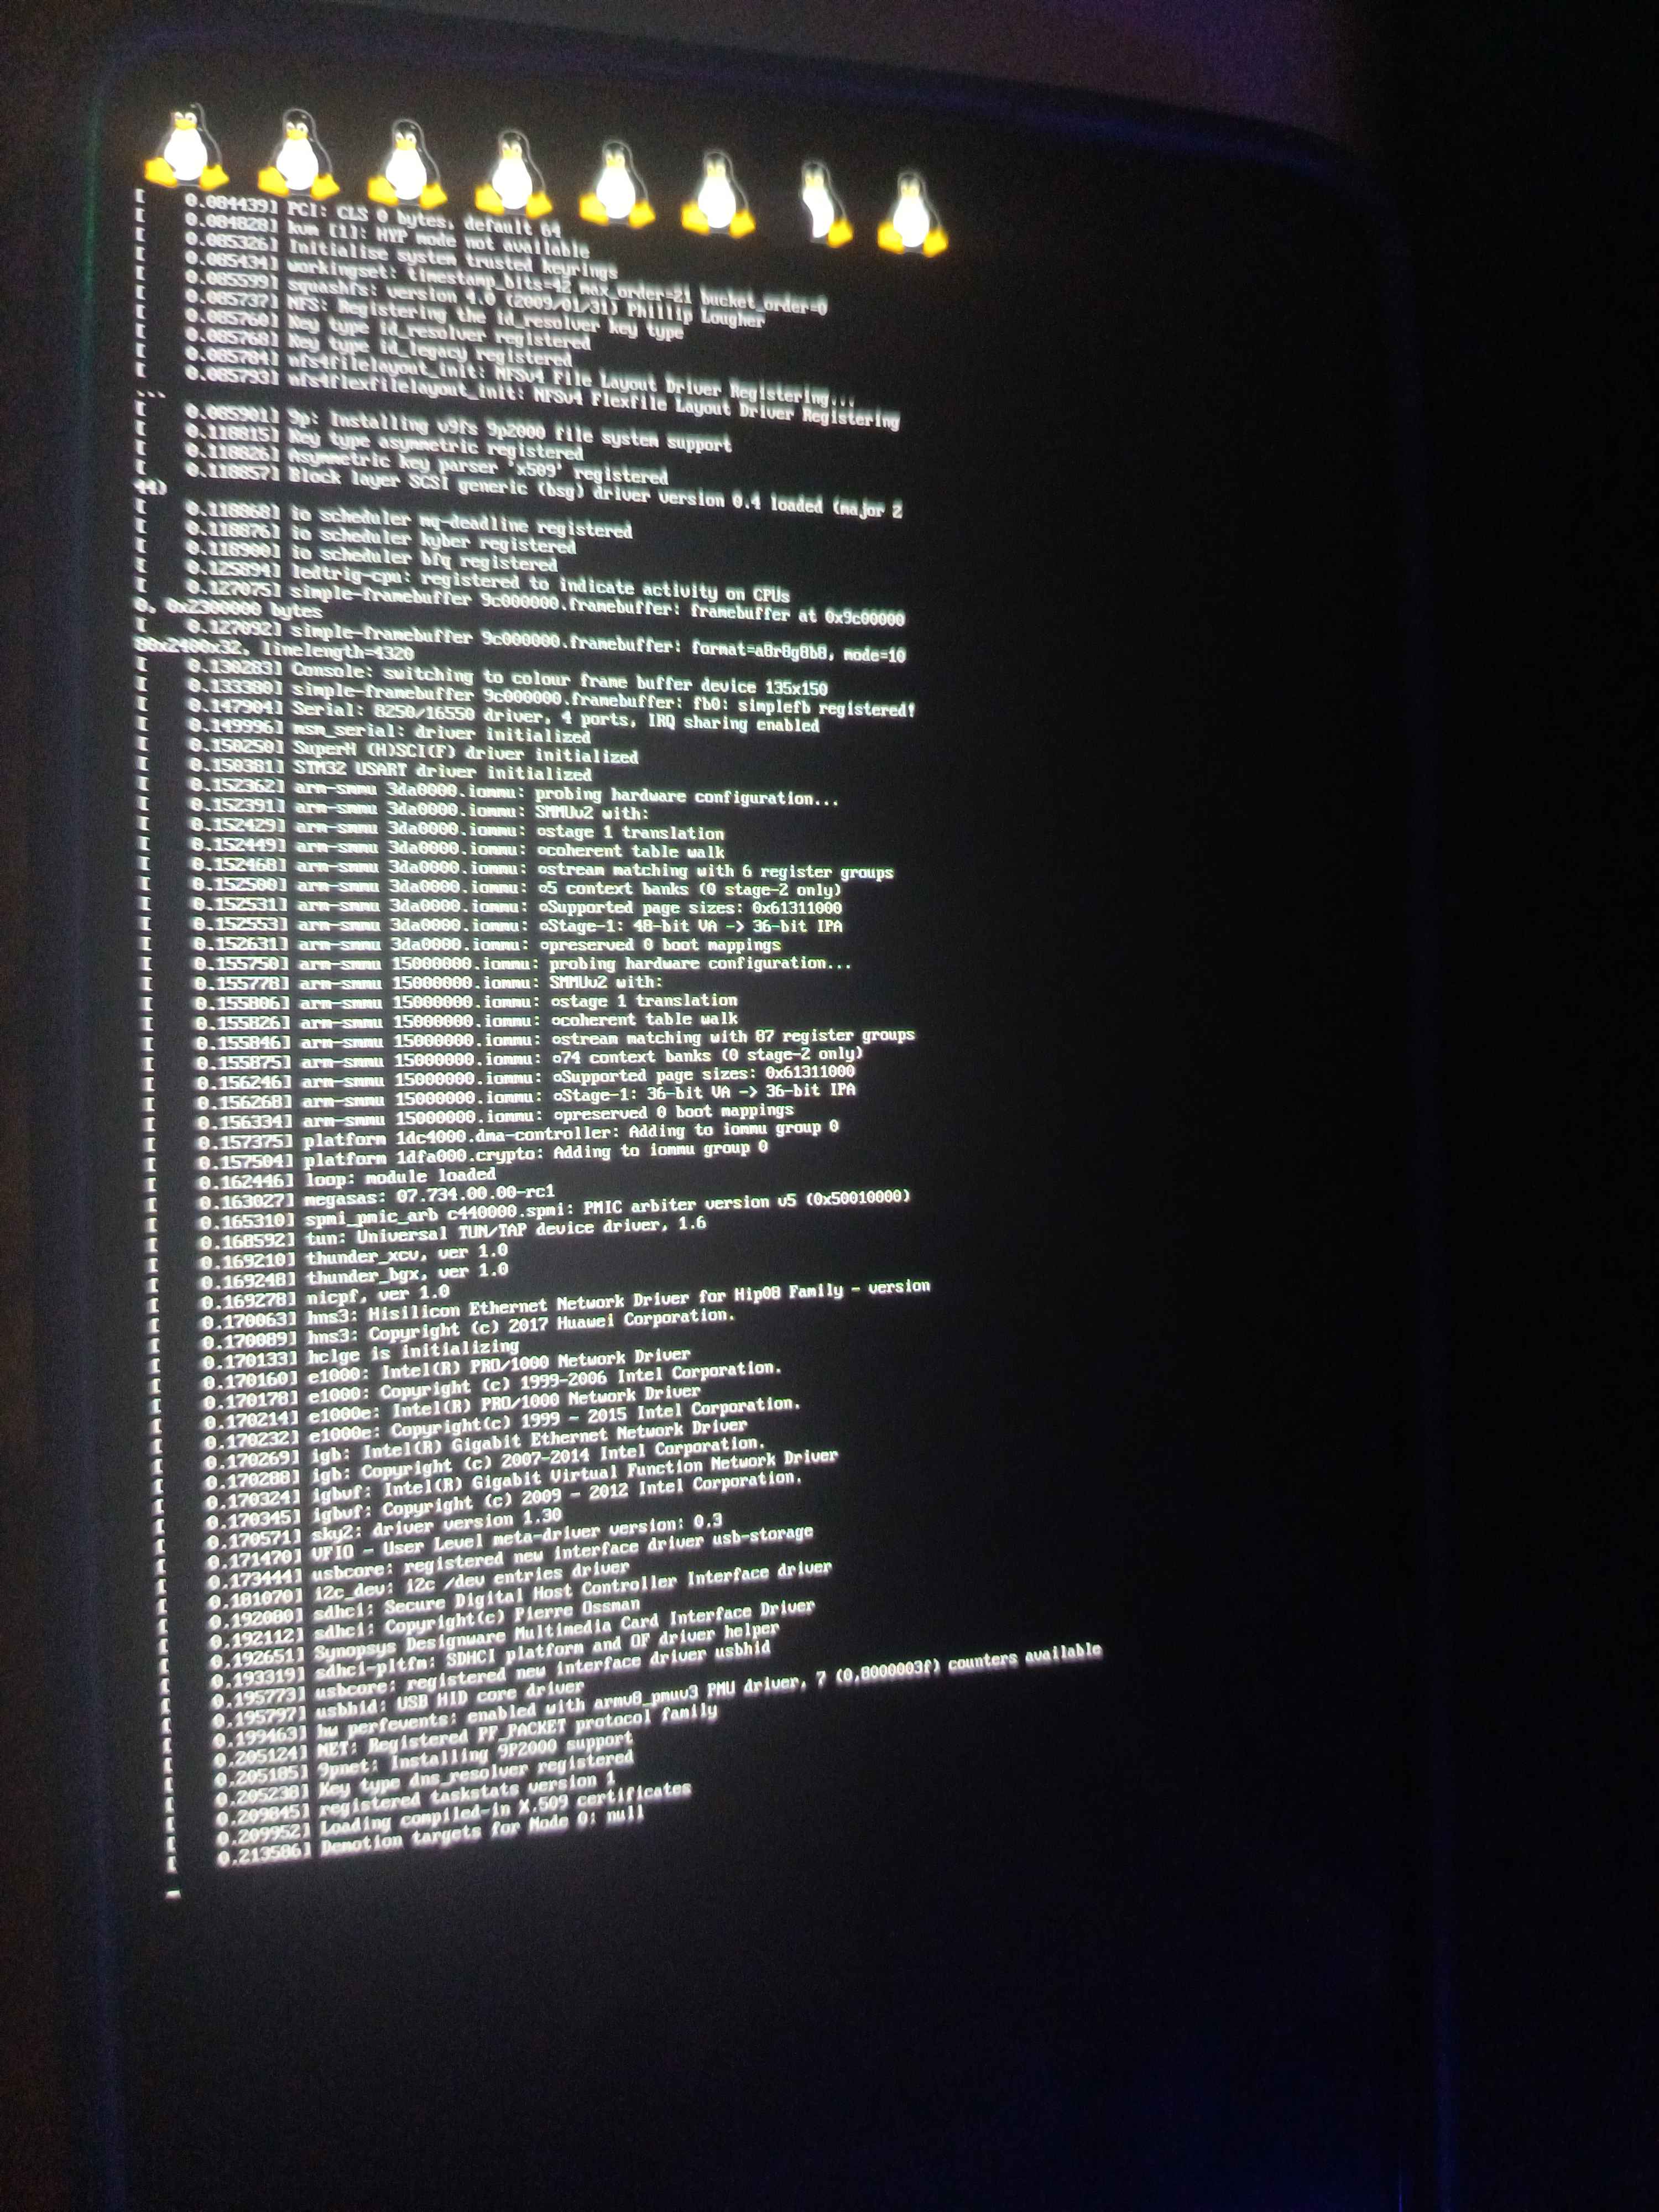 [    0.084439] PCI: CLS 0 bytes, default 64
[    0.084828] kvm [1]: HYP mode not available
[    0.085326] Initialise system trusted keyrings
[    0.085434] workingset: timestamp_bits=42 max_order=21 bucket_order=0
[    0.085599] squashfs: version 4.0 (2009/01/31) Phillip Lougher
[    0.085737] NFS: Registering the id_resolver key type
[    0.085760] Key type id_resolver registered
[    0.085768] Key type id_legacy registered
[    0.085784] nfs4filelayout_init: NFSv4 File Layout Driver Registering...
[    0.085793] nfs4flexfilelayout_init: NFSv4 Flexfile Layout Driver Registering
...
[    0.085901] 9p: Installing v9fs 9p2000 file system support
[    0.118815] Key type asymmetric registered
[    0.118826] Asymmetric key parser 'x509' registered
[    0.118857] Block layer SCSI generic (bsg) driver version 0.4 loaded (major 2
44)
[    0.118868] io scheduler mq-deadline registered
[    0.118876] io scheduler kyber registered
[    0.118900] io scheduler bfq registered
[    0.125894] ledtrig-cpu: registered to indicate activity on CPUs
[    0.127075] simple-framebuffer 9c000000.framebuffer: framebuffer at 0x9c00000
0, 0x2300000 bytes
[    0.127092] simple-framebuffer 9c000000.framebuffer: format=a8r8g8b8, mode=10
80x2400x32, linelength=4320
[    0.130283] Console: switching to colour frame buffer device 135x150
[    0.133380] simple-framebuffer 9c000000.framebuffer: fb0: simplefb registered!
[    0.147904] Serial: 8250/16550 driver, 4 ports, IRQ sharing enabled
[    0.149996] msm_serial: driver initialized
[    0.150250] SuperH (H)SCI(F) driver initialized
[    0.150381] STM32 USART driver initialized
[    0.152362] arm-smmu 3da0000.iommu: probing hardware configuration...
[    0.152391] arm-smmu 3da0000.iommu: SMMUv2 with:
[    0.152429] arm-smmu 3da0000.iommu: ostage 1 translation
[    0.152449] arm-smmu 3da0000.iommu: ocoherent table walk
[    0.152468] arm-smmu 3da0000.iommu: ostream matching with 6 register groups
[    0.152500] arm-smmu 3da0000.iommu: o5 context banks (0 stage-2 only)
[    0.152531] arm-smmu 3da0000.iommu: oSupported page sizes: 0x61311000
[    0.152553] arm-smmu 3da0000.iommu: oStage-1: 48-bit VA -> 36-bit IPA
[    0.152631] arm-smmu 3da0000.iommu: opreserved 0 boot mappings
[    0.155750] arm-smmu 15000000.iommu: probing hardware configuration...
[    0.155778] arm-smmu 15000000.iommu: SMMUv2 with:
[    0.155806] arm-smmu 15000000.iommu: ostage 1 translation
[    0.155826] arm-smmu 15000000.iommu: ocoherent table walk
[    0.155846] arm-smmu 15000000.iommu: ostream matching with 87 register groups
[    0.155875] arm-smmu 15000000.iommu: o74 context banks (0 stage-2 only)
[    0.156246] arm-smmu 15000000.iommu: oSupported page sizes: 0x61311000
[    0.156268] arm-smmu 15000000.iommu: oStage-1: 36-bit VA -> 36-bit IPA
[    0.156334] arm-smmu 15000000.iommu: opreserved 0 boot mappings
[    0.157375] platform 1dc4000.dma-controller: Adding to iommu group 0
[    0.157504] platform 1dfa000.crypto: Adding to iommu group 0
[    0.162446] loop: module loaded
[    0.163027] megasas: 07.734.00.00-rc1
[    0.165310] spmi_pmic_arb c440000.spmi: PMIC arbiter version v5 (0x50010000)
[    0.168592] tun: Universal TUN/TAP device driver, 1.6
[    0.169210] thunder_xcv, ver 1.0
[    0.169248] thunder_bgx, ver 1.0
[    0.169278] nicpf, ver 1.0
[    0.170063] hns3: Hisilicon Ethernet Network Driver for Hip08 Family - version
[    0.170089] hns3: Copyright (c) 2017 Huawei Corporation.
[    0.170133] hclge is initializing
[    0.170160] e1000: Intel(R) PRO/1000 Network Driver
[    0.170178] e1000: Copyright (c) 1999-2006 Intel Corporation.
[    0.170214] e1000e: Intel(R) PRO/1000 Network Driver
[    0.170232] e1000e: Copyright(c) 1999 - 2015 Intel Corporation.
[    0.170269] igb: Intel(R) Gigabit Ethernet Network Driver
[    0.170288] igb: Copyright (c) 2007-2014 Intel Corporation.
[    0.170324] igbvf: Intel(R) Gigabit Virtual Function Network Driver
[    0.170345] igbvf: Copyright (c) 2009 - 2012 Intel Corporation.
[    0.170571] sky2: driver version 1.30
[    0.171470] VFIO - User Level meta-driver version: 0.3
[    0.173444] usbcore: registered new interface driver usb-storage
[    0.181070] i2c_dev: i2c /dev entries driver
[    0.192080] sdhci: Secure Digital Host Controller Interface driver
[    0.192112] sdhci: Copyright(c) Pierre Ossman
[    0.192651] Synopsys Designware Multimedia Card Interface Driver
[    0.193319] sdhci-pltfm: SDHCI platform and OF driver helper
[    0.195773] usbcore: registered new interface driver usbhid
[    0.195797] usbhid: USB HID core driver
[    0.199463] hw perfevents: enabled with armv8_pmuv3 PMU driver, 7 (0,8000003f) counters available
[    0.205124] NET: Registered PF_PACKET protocol family
[    0.205185] 9pnet: Installing 9P2000 support
[    0.205238] Key type dns_resolver registered
[    0.209845] registered taskstats version 1
[    0.209952] Loading compiled-in X.509 certificates
[    0.213586] Demotion targets for Node 0: null